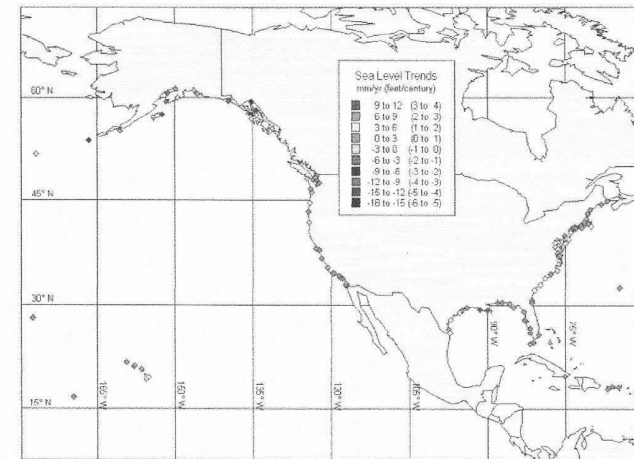 Sea Level Trends
mm/yr (feet/century)
9 to 12 (3 to 4)
6 to 9 (2 to 3)
3 to 6 (1 to 2)
0 to 3 (0 to 1)
-3 to 0 (-1 to 0)
-6 to -3 (-2 to -1)
-9 to -6 (-3 to -2)
-12 to -9 (-4 to -3)
-15 to -12 (-5 to -4)
-18 to -15 (-6 to -5)
60° N
45° N
30° N
15° N
165° W
150° W
135° W
120° W
105° W
90° W
75° W